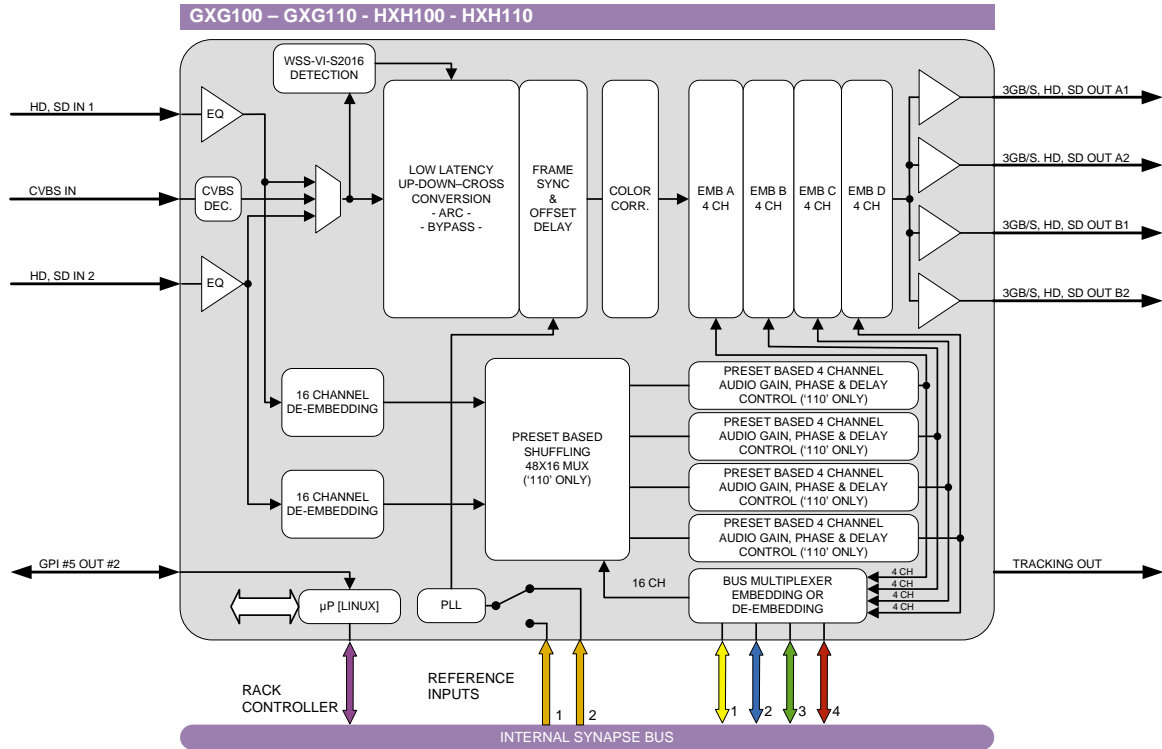 GXG100 – GXG110 - HXH100 - HXH110
WSS-VI-S2016
DETECTION
HD, SD IN 1
EQ
CVBS IN
CVBS
DEC.
HD, SD IN 2
EQ
LOW LATENCY
UP-DOWN–CROSS
CONVERSION
- ARC -
- BYPASS -
FRAME
SYNC
&
OFFSET
DELAY
COLOR
CORR.
EMB A
4 CH
EMB B
4 CH
EMB C
4 CH
EMB D
4 CH
3GB/S, HD, SD OUT A1
3GB/S. HD, SD OUT A2
3GB/S, HD, SD OUT B1
3GB/S, HD, SD OUT B2
16 CHANNEL
DE-EMBEDDING
16 CHANNEL
DE-EMBEDDING
PRESET BASED
SHUFFLING
48X16 MUX
(‘110’ ONLY)
PRESET BASED 4 CHANNEL
AUDIO GAIN, PHASE & DELAY
CONTROL (‘110’ ONLY)
PRESET BASED 4 CHANNEL
AUDIO GAIN, PHASE & DELAY
CONTROL (‘110’ ONLY)
PRESET BASED 4 CHANNEL
AUDIO GAIN, PHASE & DELAY
CONTROL (‘110’ ONLY)
PRESET BASED 4 CHANNEL
AUDIO GAIN, PHASE & DELAY
CONTROL (‘110’ ONLY)
GPI #5 OUT #2
µP [LINUX]
PLL
16 CH
BUS MULTIPLEXER
EMBEDDING OR
DE-EMBEDDING
4 CH
4 CH
4 CH
4 CH
TRACKING OUT
RACK
CONTROLLER
REFERENCE
INPUTS
1
2
1
2
3
4
INTERNAL SYNAPSE BUS